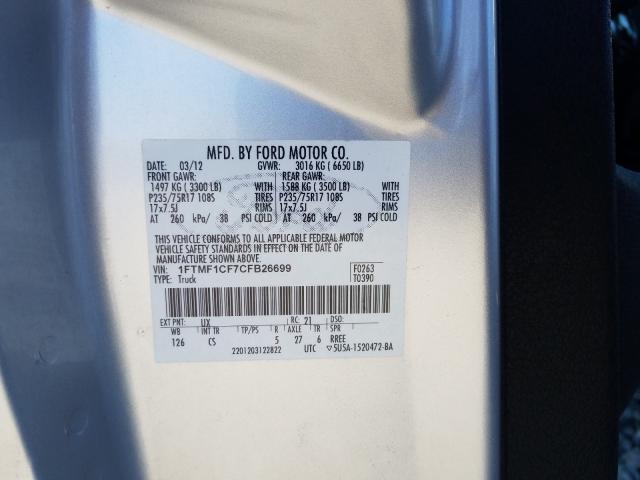 MFD. BY FORD MOTOR CO.
DATE: 03/12 GVWR: 3016 KG ( 6650 LB)
FRONT GAWR: REAR GAWR:
1497 KG ( 3300 LB) WITH 1588 KG ( 3500 LB) WITH
P235/75R17 108S TIRES P235/75R17 108S TIRES
17x7.5J RIMS 17x7.5J RIMS
AT 260 kPa/ 38 PSI COLD AT 260 kPa/ 38 PSI COLD
THIS VEHICLE CONFORMS TO ALL APPLICABLE FEDERAL MOTOR
VEHICLE SAFETY STANDARDS IN EFFECT ON THE DATE OF
MANUFACTURE SHOWN ABOVE.
VIN: 1FTMF1CF7CFB26699 F0263
TYPE: Truck T0390
EXT PNT: UX RC: 21 DSO:
WB INT TR TP/PS R AXLE TR SPR
126 CS 5 27 6 RREE
2201203122822 UTC ▽5U5A-1520472-BA